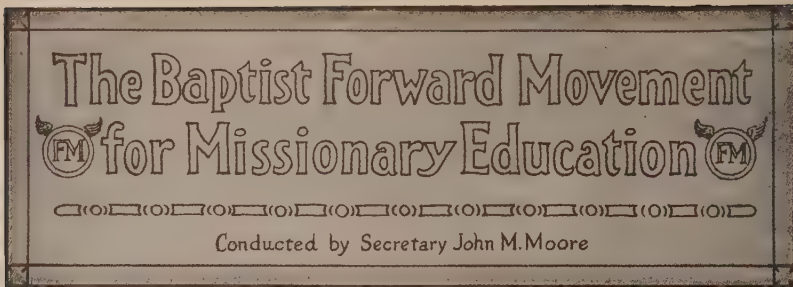 The Baptist Forward Movement
FM for Missionary Education FM
Conducted by Secretary John M. Moore